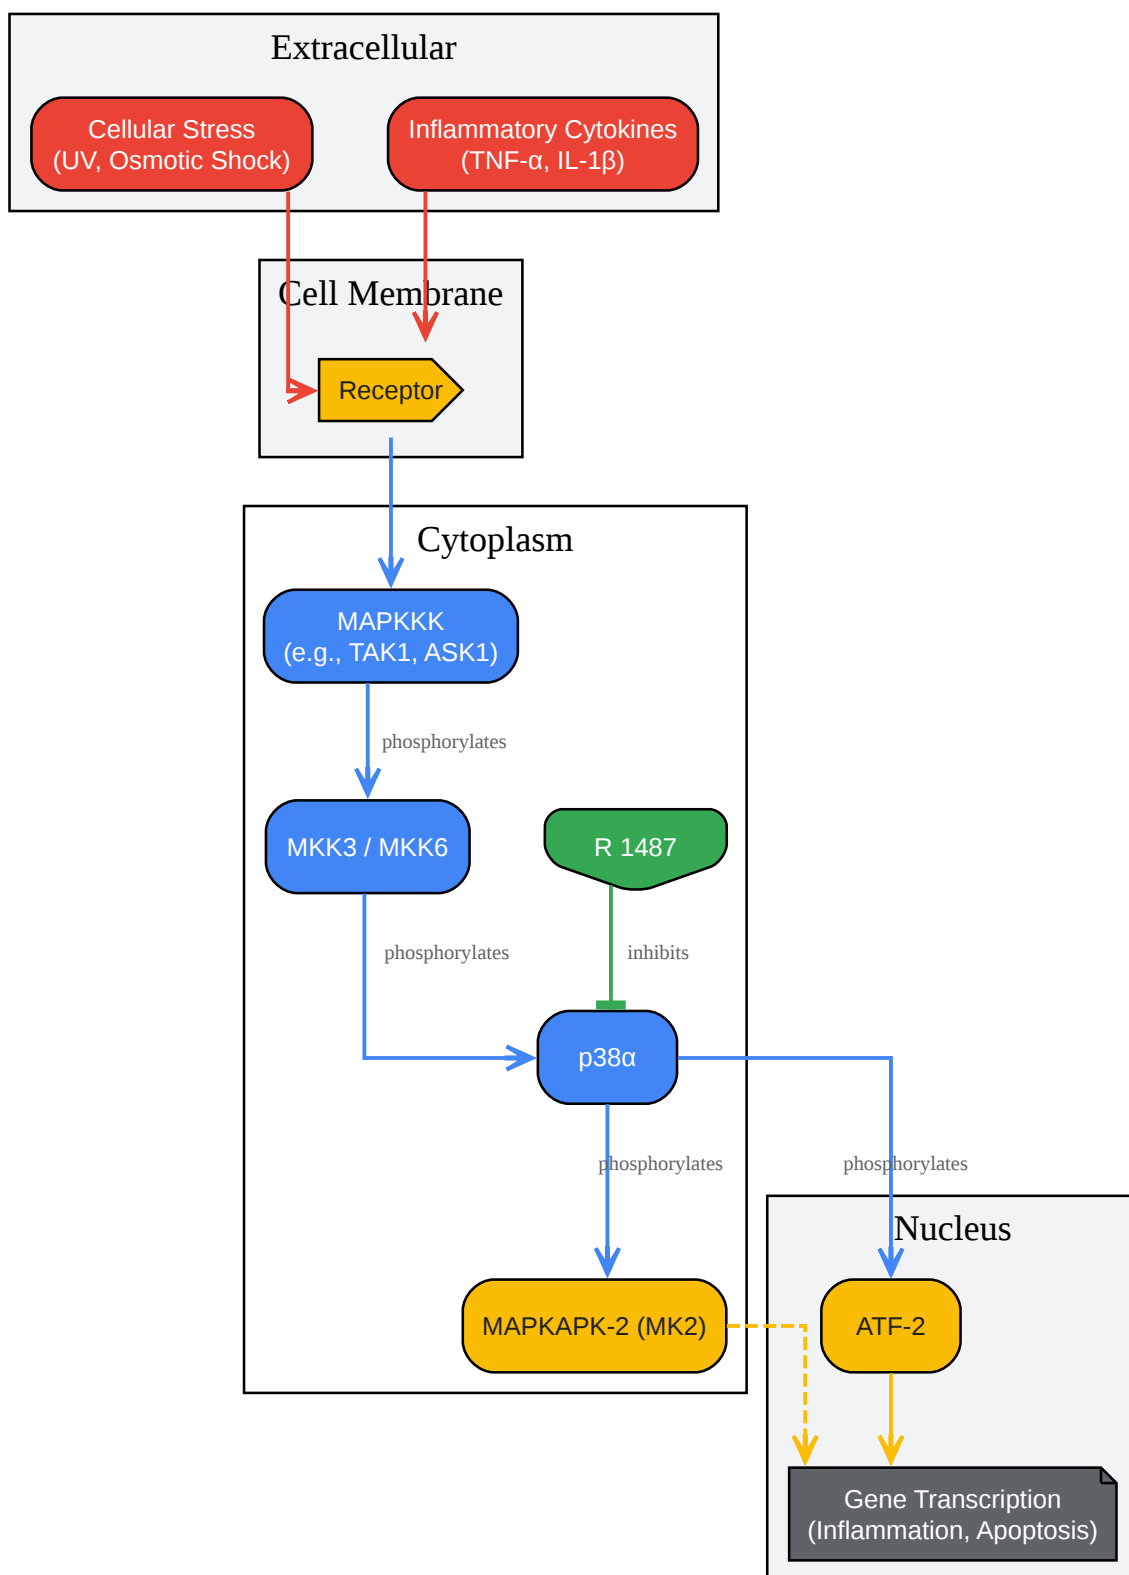 Extracellular
Cellular Stress
(UV, Osmotic Shock)
Inflammatory Cytokines
(TNF-α, IL-1β)
Cell Membrane
Receptor
Cytoplasm
MAPKKK
(e.g., TAK1, ASK1)
phosphorylates
MKK3 / MKK6
R 1487
phosphorylates
inhibits
p38α
phosphorylates
phosphorylates
Nucleus
MAPKAPK-2 (MK2)
ATF-2
Gene Transcription
(Inflammation, Apoptosis)